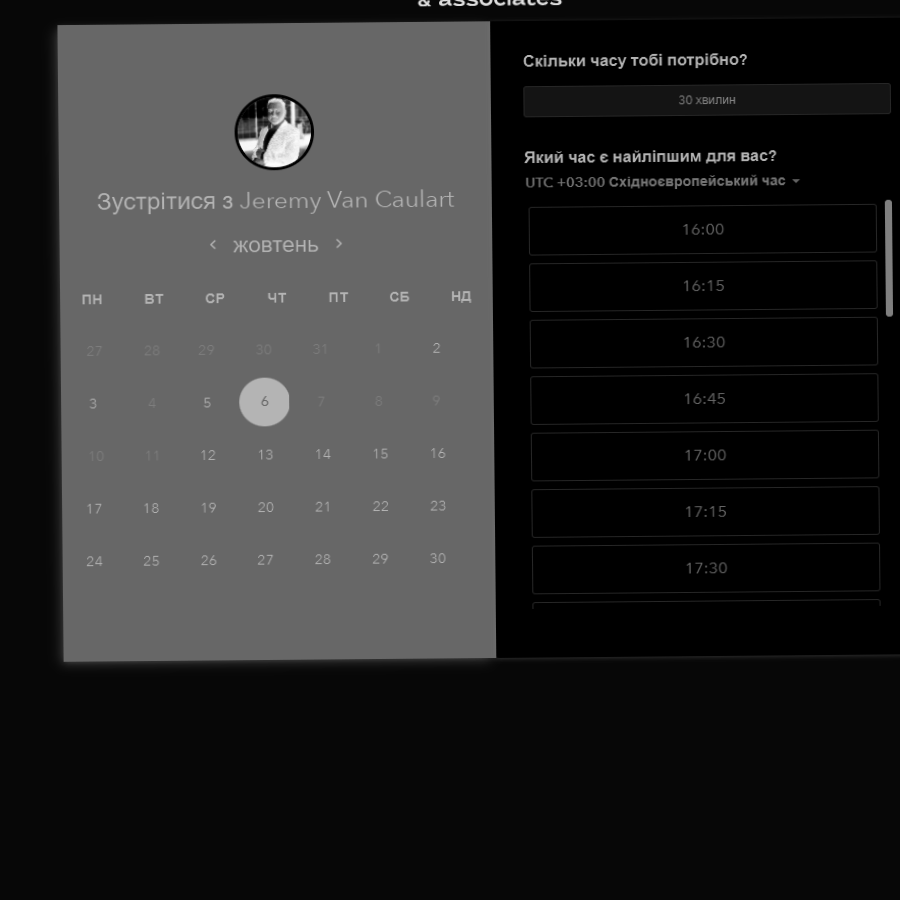 & associates
Зустрітися з Jeremy Van Caulart
жовтень
ПН ВТ СР ЧТ ПТ СБ НД
27 28 29 30 31 1 2
3 4 5 6 7 8 9
10 11 12 13 14 15 16
17 18 19 20 21 22 23
24 25 26 27 28 29 30
Скільки часу тобі потрібно?
30 хвилин
Який час є найліпшим для вас?
UTC +03:00 Східноєвропейський час
16:00
16:15
16:30
16:45
17:00
17:15
17:30